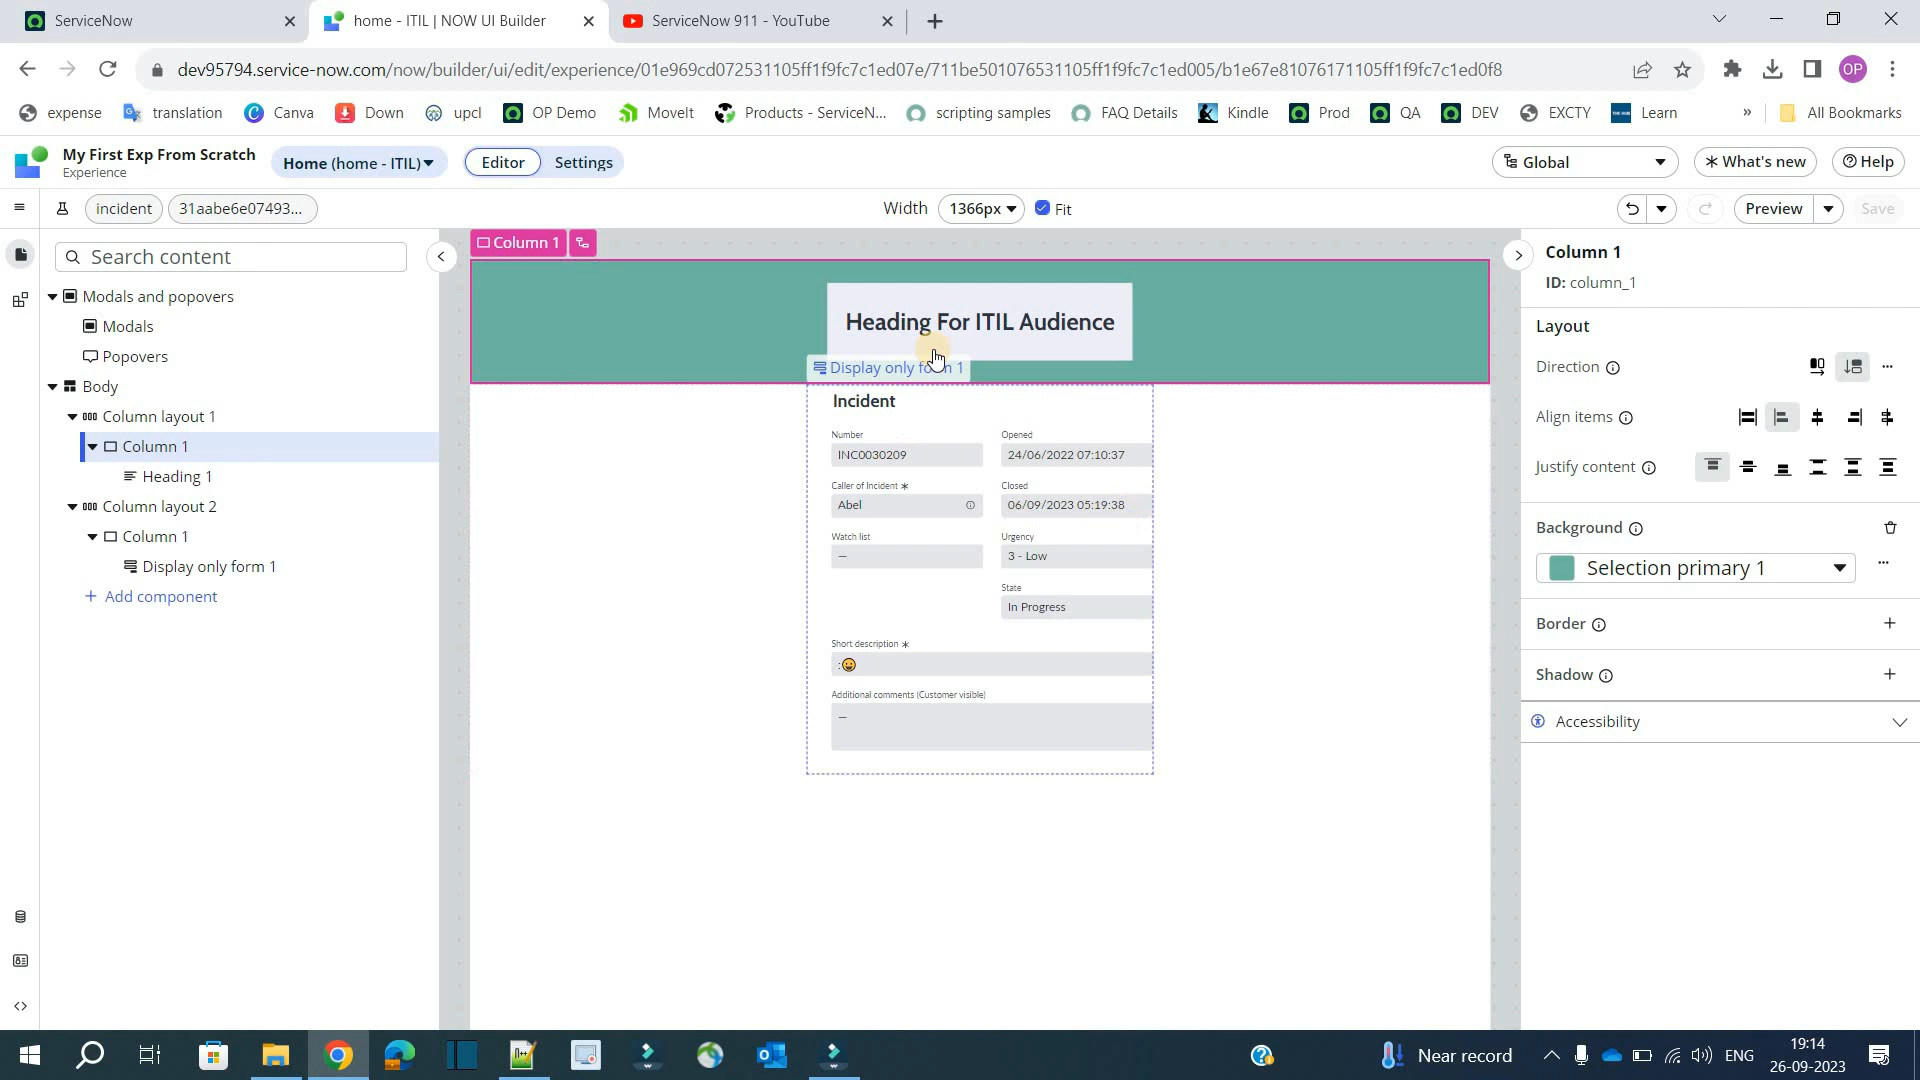 ServiceNow
home - ITIL | NOW UI Builder
ServiceNow 911 - YouTube
dev95794.service-now.com/now/builder/ui/edit/experience/01e969cd072531105ff1f9fc7c1ed07e/711be501076531105ff1f9fc7c1ed005/b1e67e81076171105ff1f9fc7c1ed0f8
OP
expense
translation
Canva
Down
upcl
OP Demo
MoveIt
Products - ServiceN...
scripting samples
FAQ Details
Kindle
Prod
QA
DEV
EXCTY
Learn
»
All Bookmarks
My First Exp From Scratch
Experience
Home (home - ITIL)
Editor
Settings
Global
What's new
Help
incident
31aabe6e07493...
Width
1366px
Fit
Preview
Save
Search content
Modals and popovers
Modals
Popovers
Body
Column layout 1
Column 1
Heading 1
Column layout 2
Column 1
Display only form 1
+ Add component
Column 1
Heading For ITIL Audience
Display only form 1
Incident
Number
INC0030209
Opened
24/06/2022 07:10:37
Caller of Incident *
Abel
Closed
06/09/2023 05:19:38
Watch list
—
Urgency
3 - Low
State
In Progress
Short description *
:😀
Additional comments (Customer visible)
—
Column 1
ID: column_1
Layout
Direction
Align items
Justify content
Background
Selection primary 1
Border
Shadow
Accessibility
Near record
ENG
19:14
26-09-2023